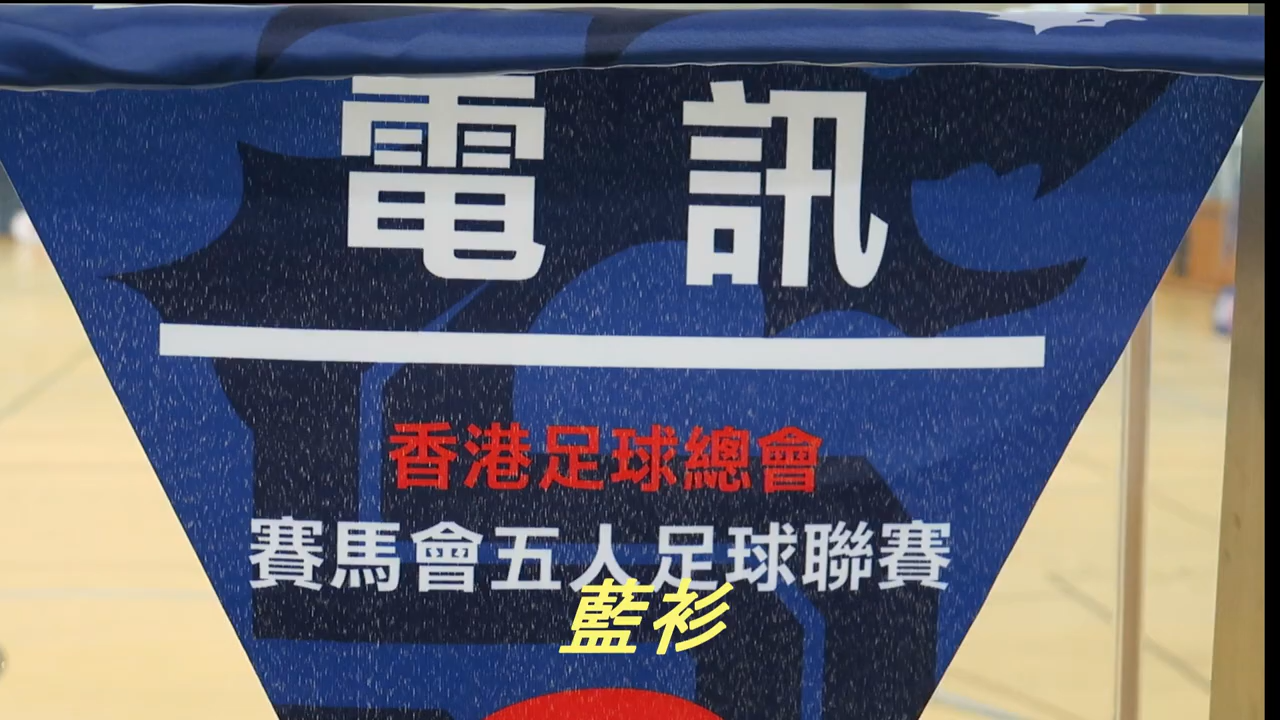 電訊
香港足球總會
賽馬會五人足球聯賽
藍衫